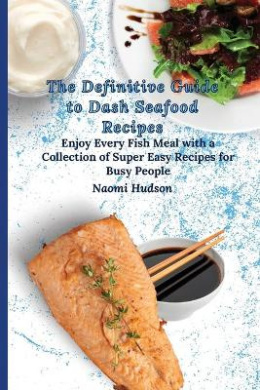 The Definitive Guide
to Dash Seafood
Recipes
Enjoy Every Fish Meal with a
Collection of Super Easy Recipes for
Busy People
Naomi Hudson